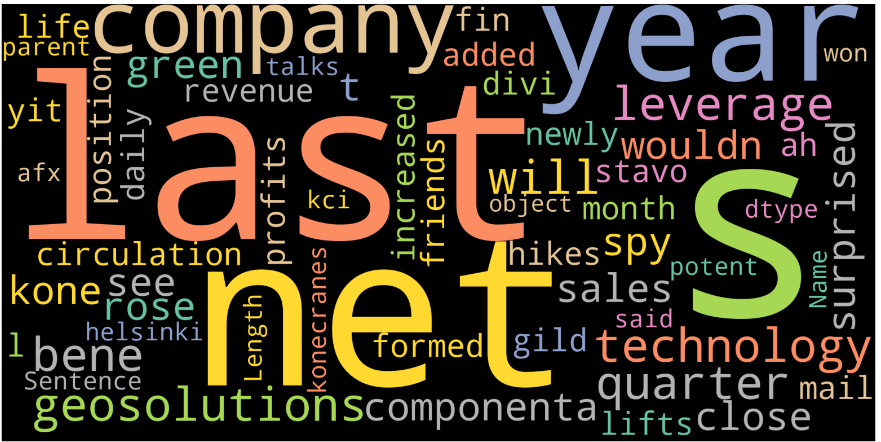 life
company
fin
year
parent
green
talks
added
won
revenue
t
divi
leverage
yit
last
position
daily
profits
increased
friends
newly
wouldn
ah
afx
kci
will
stavo
s
surprised
object
month
dtype
circulation
hikes
spy
potent
Name
kone
see
net
sales
rose
Length
konecranes
said
helsinki
formed
gild
technology
l
bene
Sentence
quarter
mail
geosolutions
componenta
lifts
close